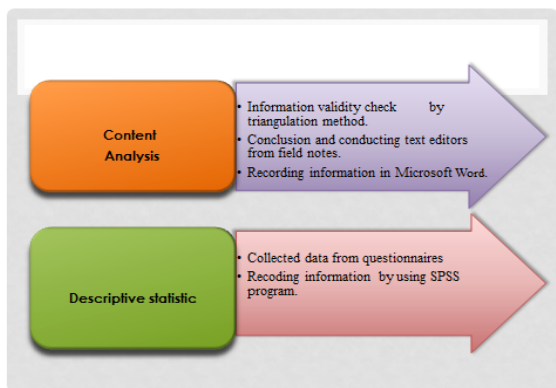 Content
Analysis
• Information validity check by
triangulation method.
• Conclusion and conducting text editors
from field notes.
• Recording information in Microsoft Word.
Descriptive statistic
• Collected data from questionnaires
• Recoding information by using SPSS
program.